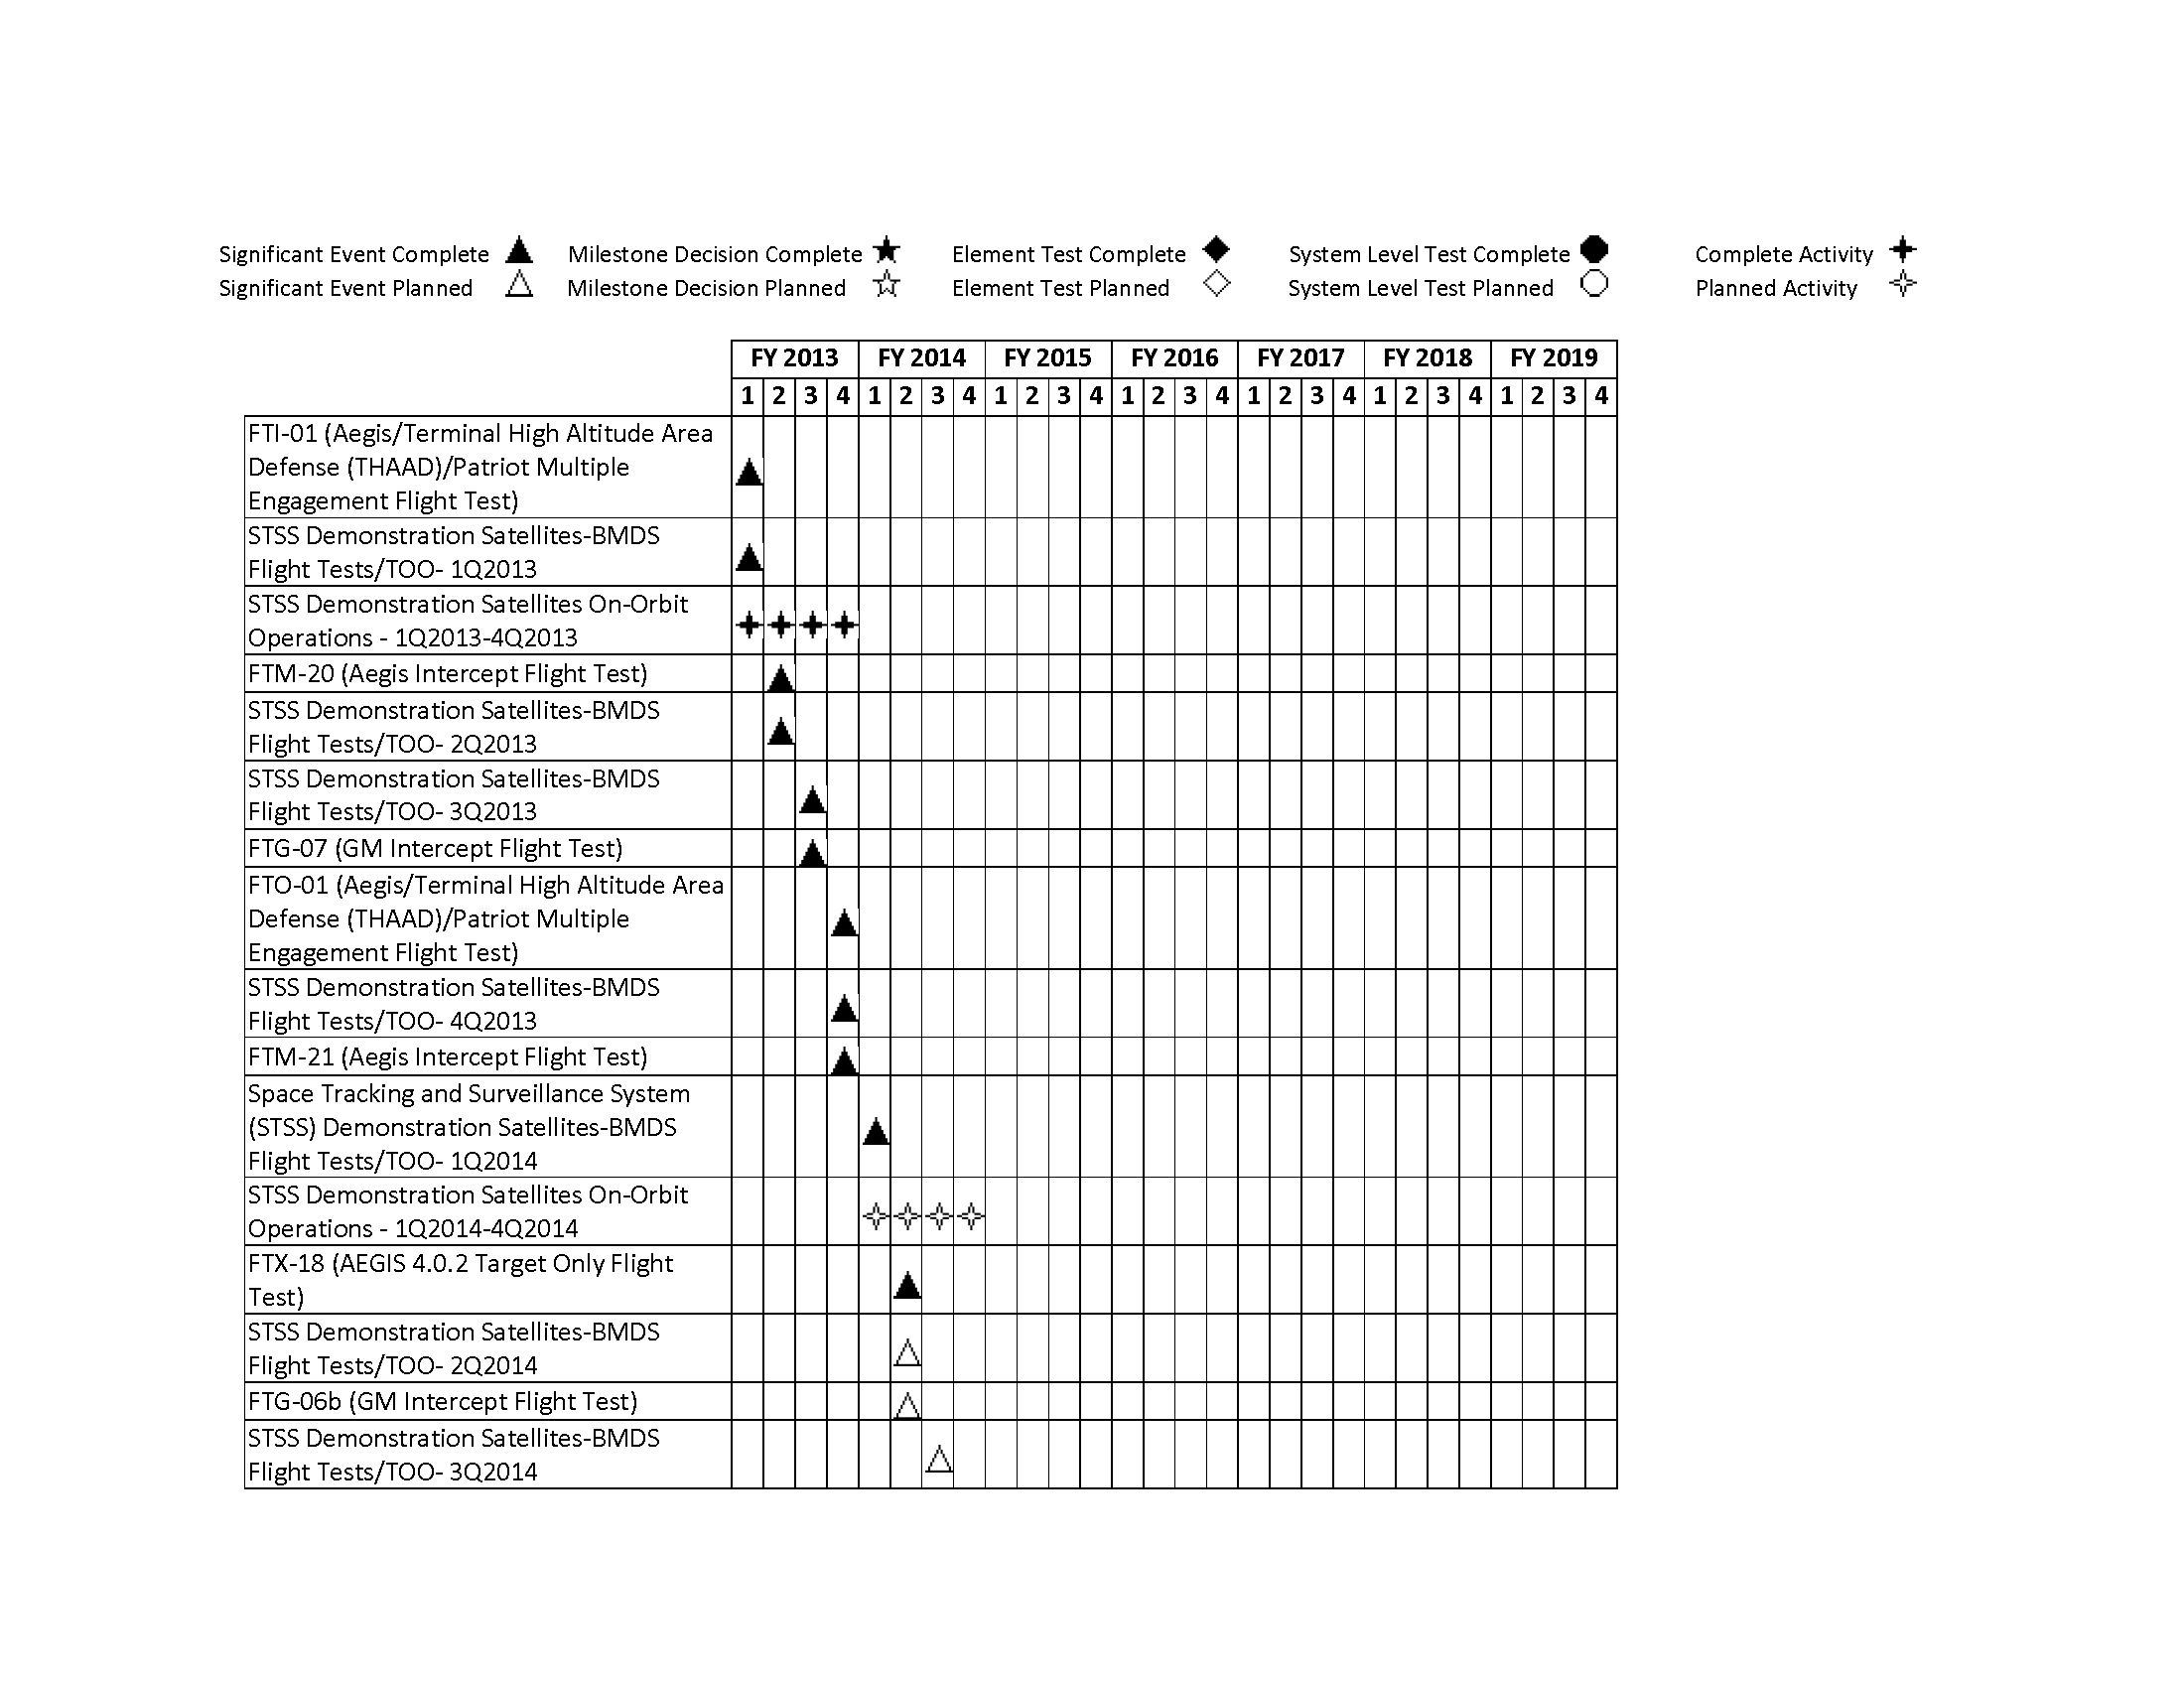 Significant Event Complete Milestone Decision Complete Element Test Complete System Level Test Complete Complete Activity
Significant Event Planned Milestone Decision Planned Element Test Planned System Level Test Planned Planned Activity
FY 2013 FY 2014 FY 2015 FY 2016 FY 2017 FY 2018 FY 2019
1 2 3 4 1 2 3 4 1 2 3 4 1 2 3 4 1 2 3 4 1 2 3 4 1 2 3 4
FTI-01 (Aegis/Terminal High Altitude Area
Defense (THAAD)/Patriot Multiple
Engagement Flight Test)
STSS Demonstration Satellites-BMDS
Flight Tests/TOO- 1Q2013
STSS Demonstration Satellites On-Orbit
Operations - 1Q2013-4Q2013
FTM-20 (Aegis Intercept Flight Test)
STSS Demonstration Satellites-BMDS
Flight Tests/TOO- 2Q2013
STSS Demonstration Satellites-BMDS
Flight Tests/TOO- 3Q2013
FTG-07 (GM Intercept Flight Test)
FTO-01 (Aegis/Terminal High Altitude Area
Defense (THAAD)/Patriot Multiple
Engagement Flight Test)
STSS Demonstration Satellites-BMDS
Flight Tests/TOO- 4Q2013
FTM-21 (Aegis Intercept Flight Test)
Space Tracking and Surveillance System
(STSS) Demonstration Satellites-BMDS
Flight Tests/TOO- 1Q2014
STSS Demonstration Satellites On-Orbit
Operations - 1Q2014-4Q2014
FTX-18 (AEGIS 4.0.2 Target Only Flight
Test)
STSS Demonstration Satellites-BMDS
Flight Tests/TOO- 2Q2014
FTG-06b (GM Intercept Flight Test)
STSS Demonstration Satellites-BMDS
Flight Tests/TOO- 3Q2014